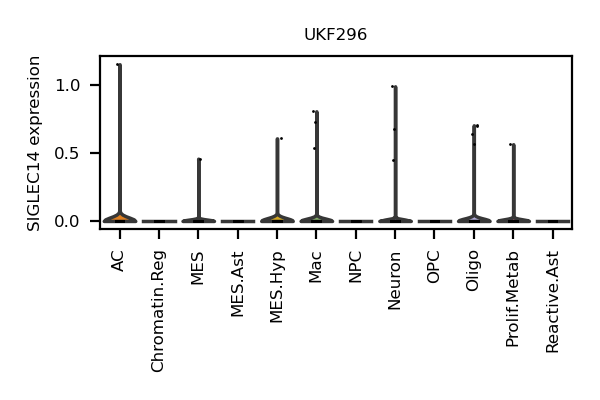 UKF296
SIGLEC14 expression
1.0
0.5
0.0
AC
Chromatin.Reg
MES
MES.Ast
MES.Hyp
Mac
NPC
Neuron
OPC
Oligo
Prolif.Metab
Reactive.Ast